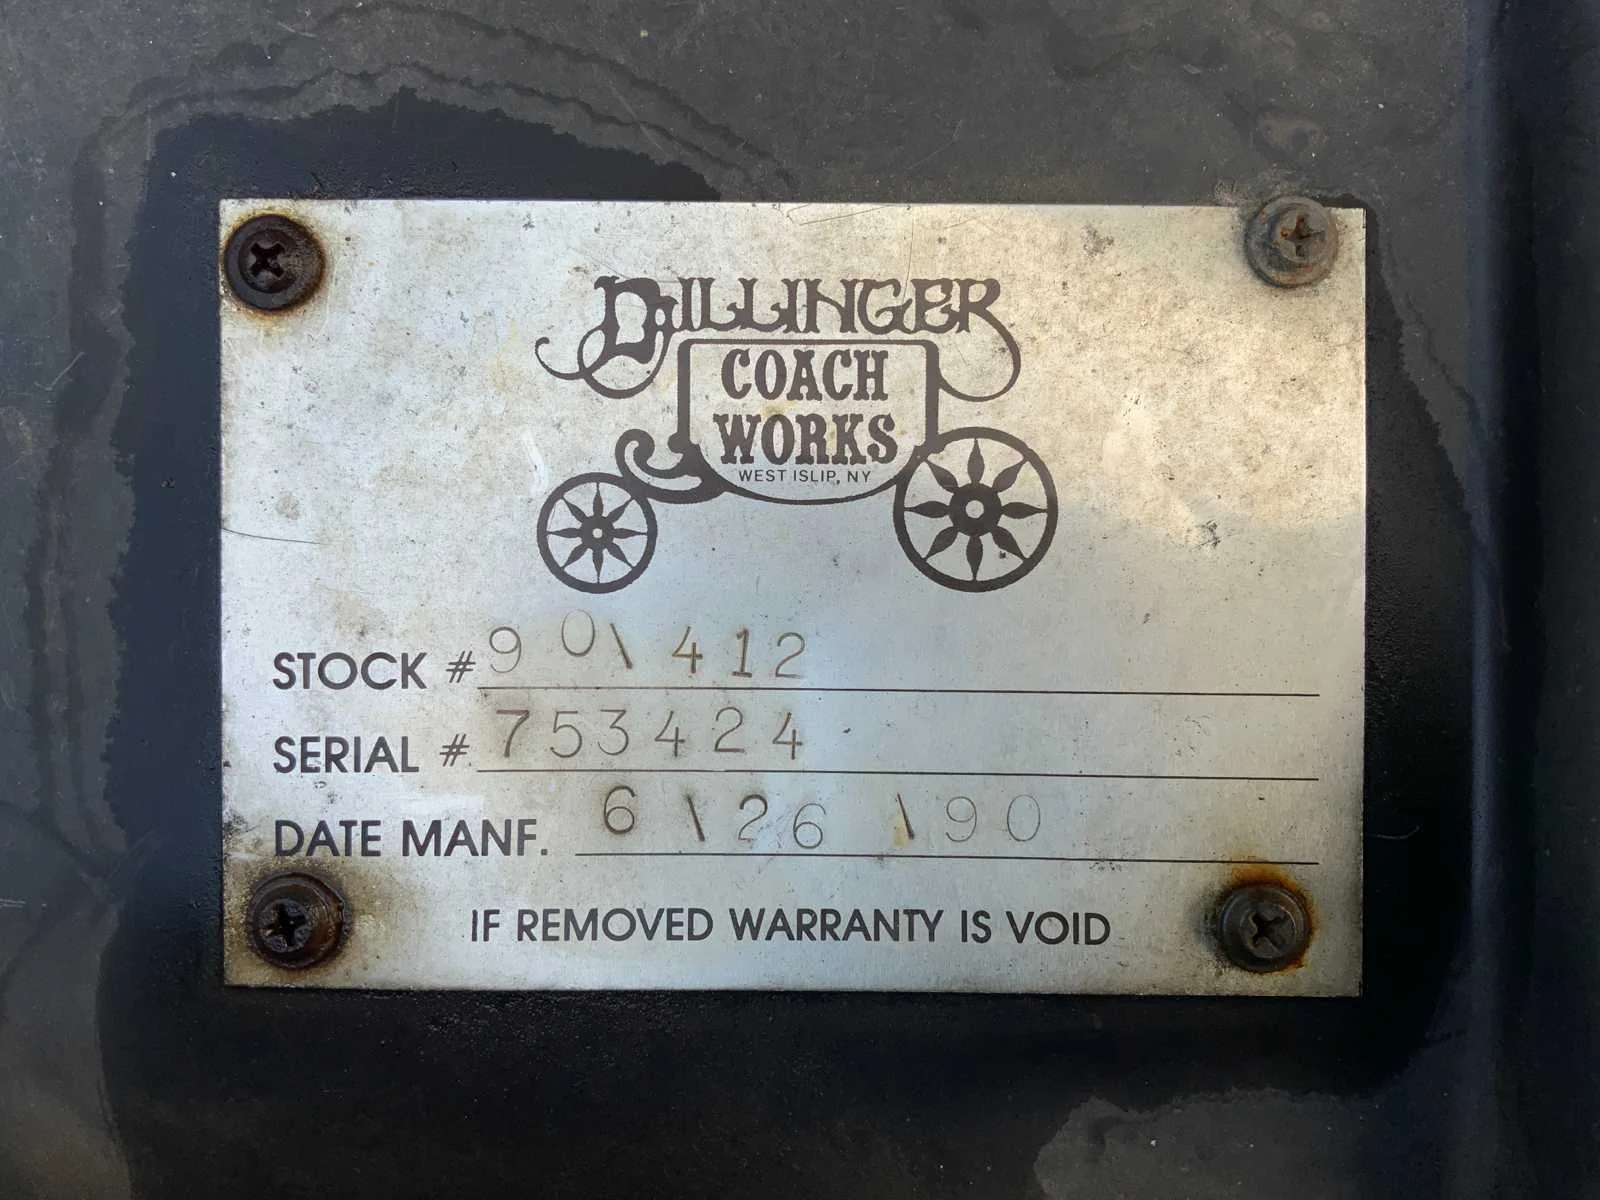 DILLINGER
COACH
WORKS
WEST ISLIP, NY
STOCK # 90\412
SERIAL # 753424
DATE MANF. 6\26\90
IF REMOVED WARRANTY IS VOID